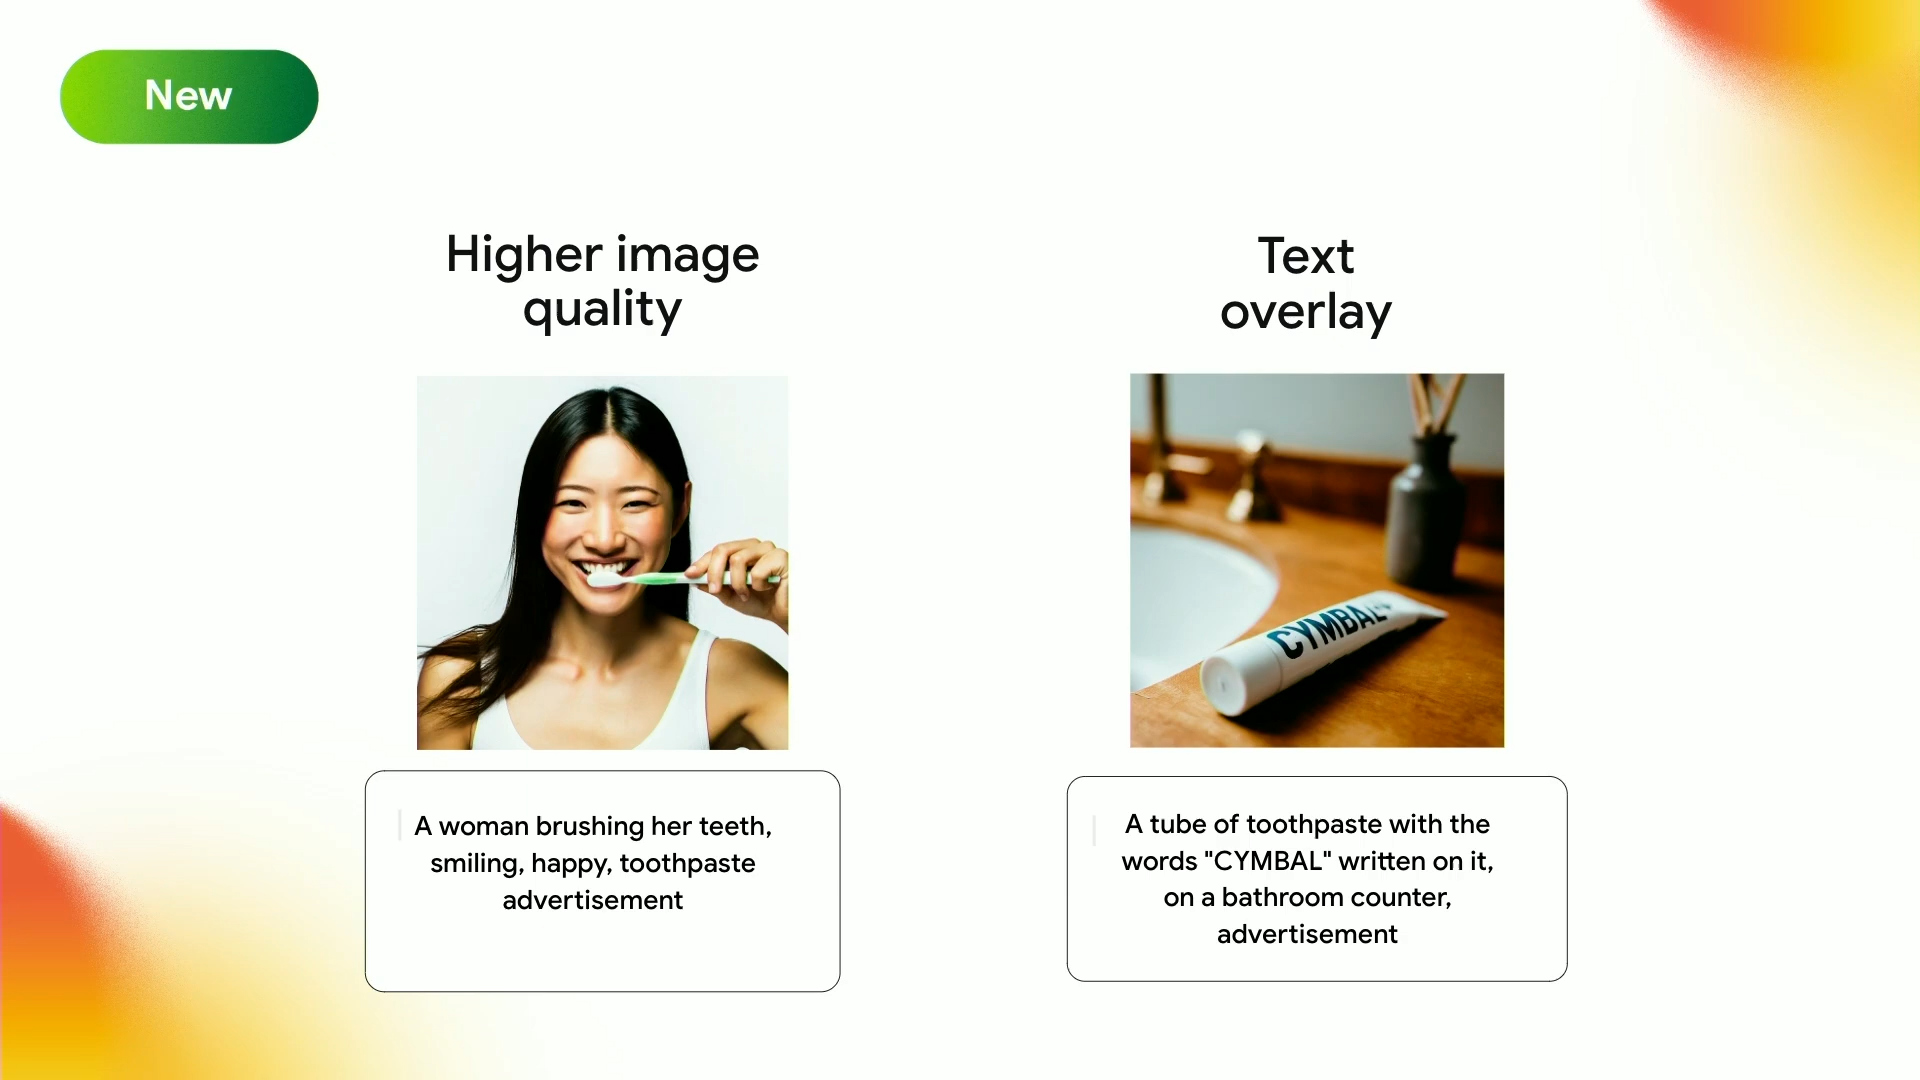 New
Higher image
quality
Text
overlay
CYMBAL
A woman brushing her teeth,
smiling, happy, toothpaste
advertisement
A tube of toothpaste with the
words "CYMBAL" written on it,
on a bathroom counter,
advertisement